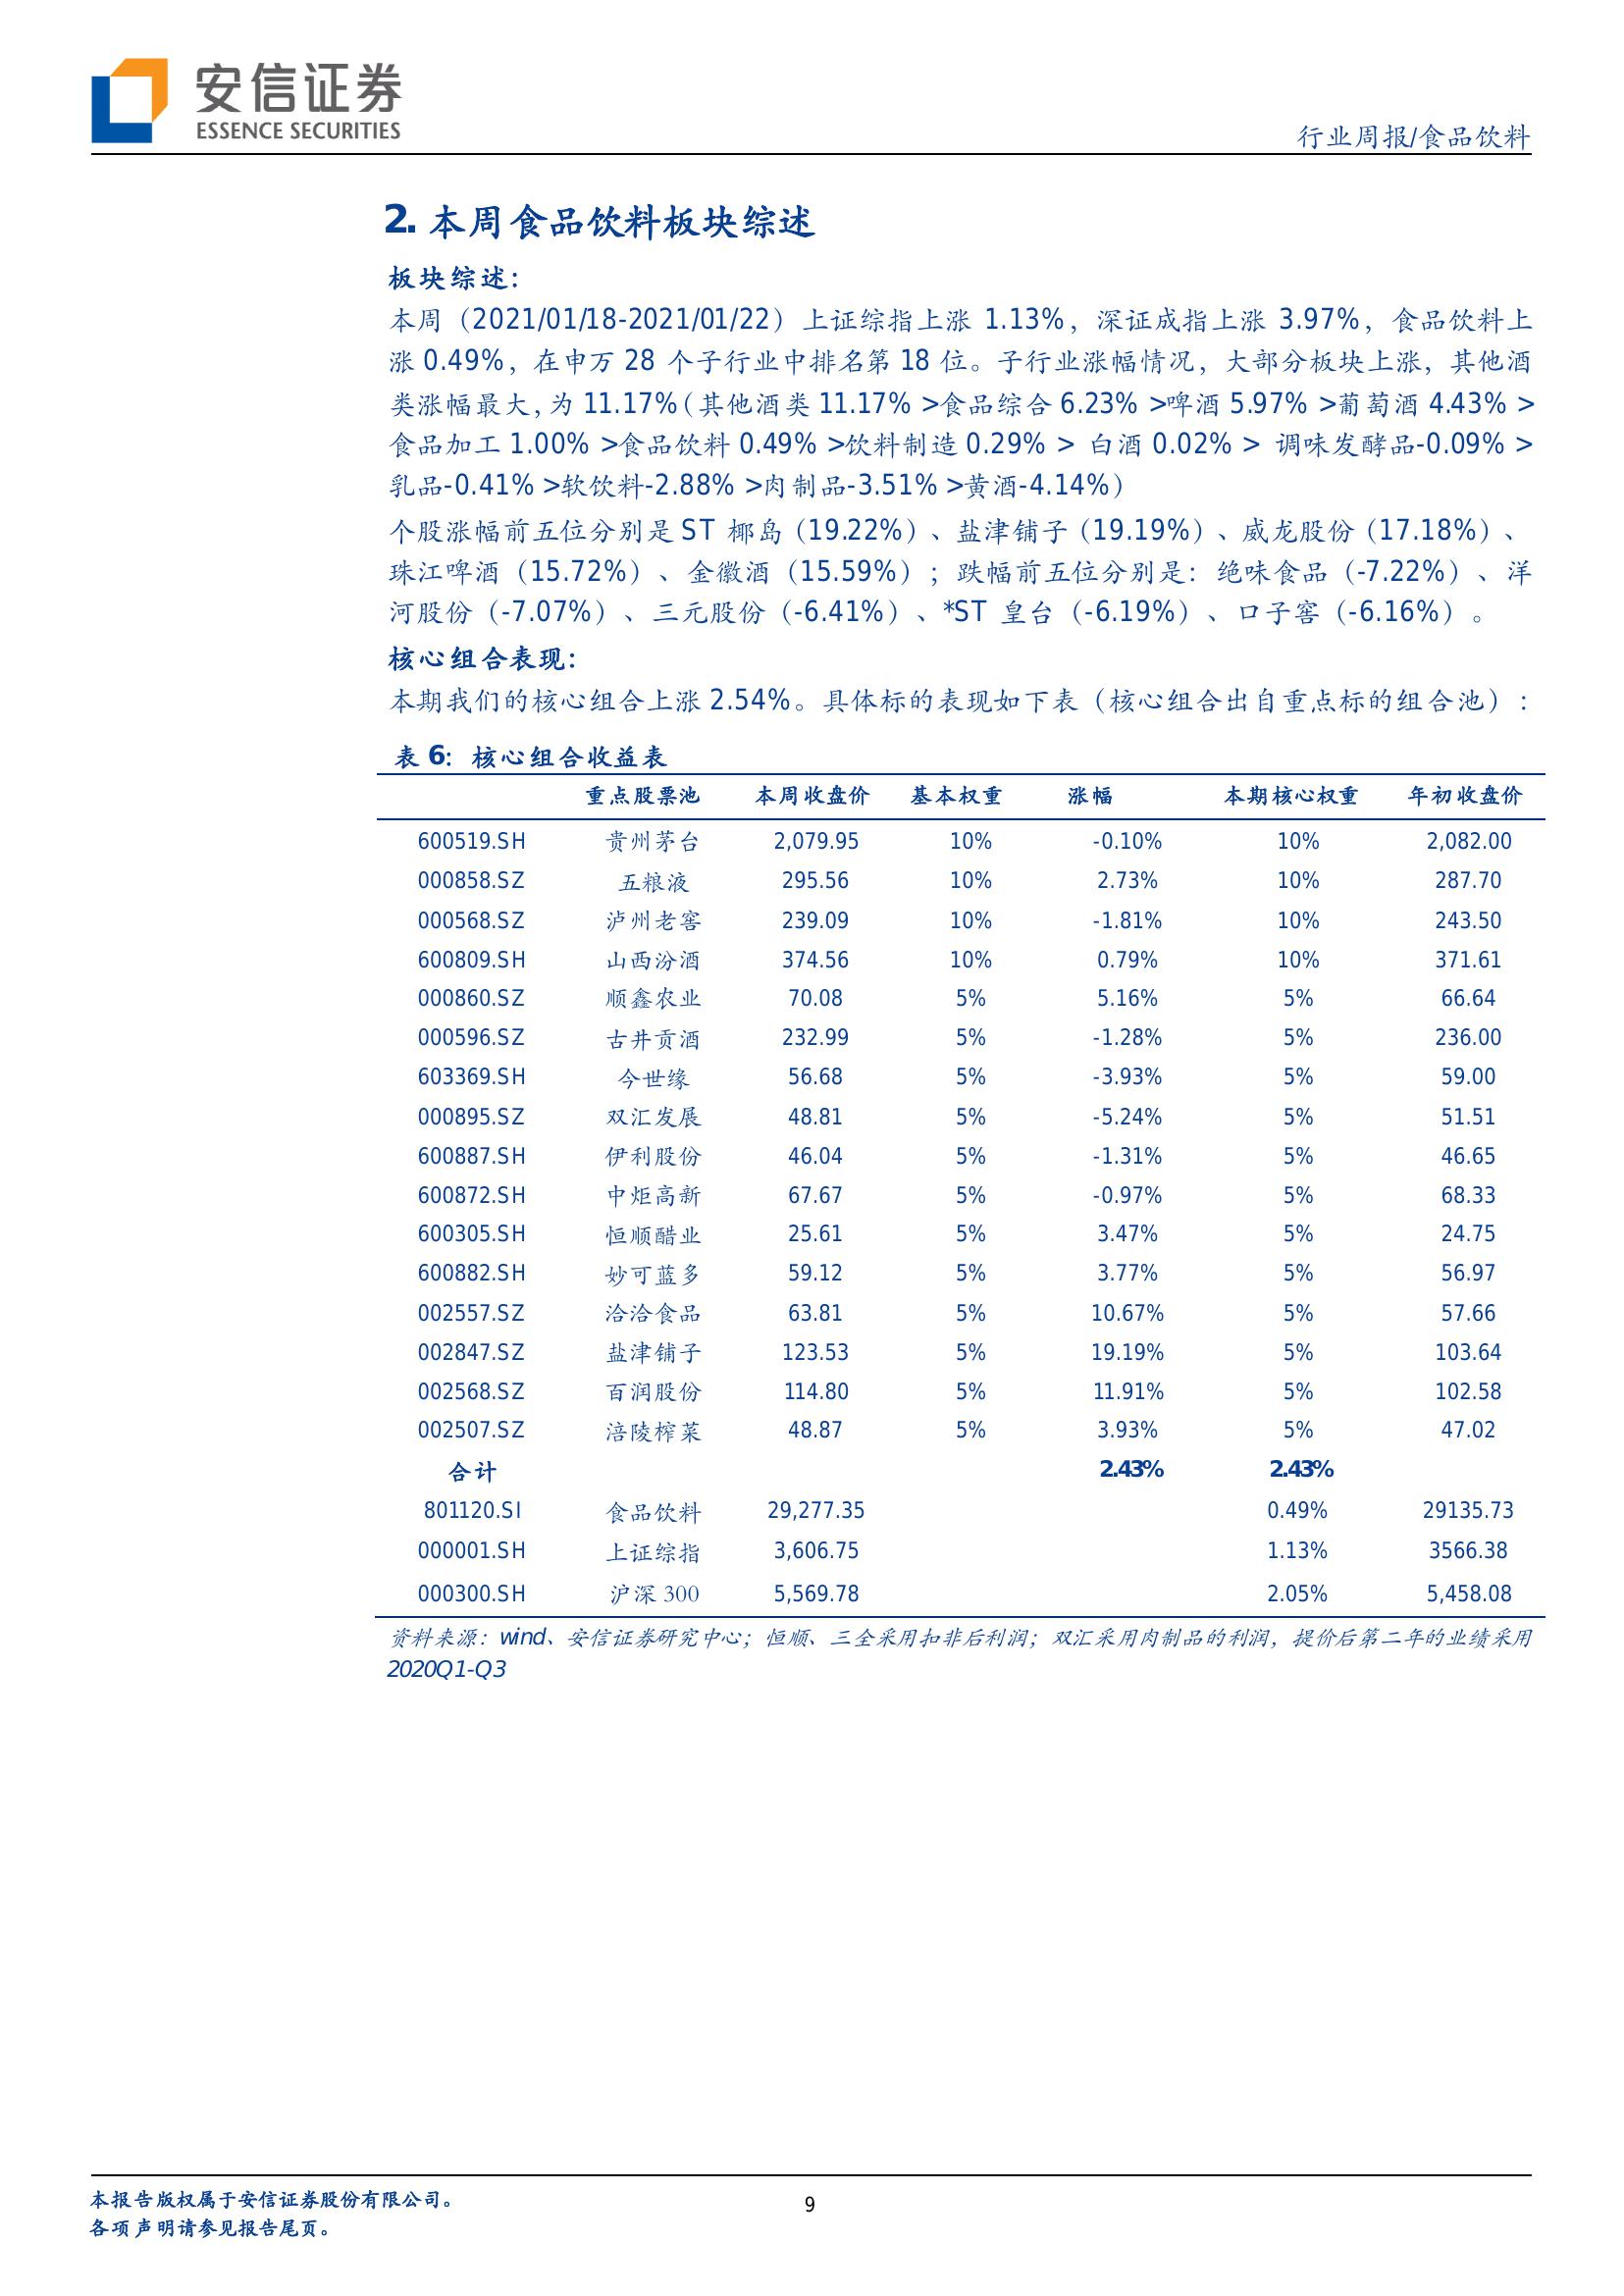 安信证券
ESSENCE SECURITIES
行业周报/食品饮料
2. 本周食品饮料板块综述
板块综述：
本周（2021/01/18-2021/01/22）上证综指上涨 1.13%，深证成指上涨 3.97%，食品饮料上
涨 0.49%，在申万 28 个子行业中排名第 18 位。子行业涨幅情况，大部分板块上涨，其他酒
类涨幅最大，为 11.17%（其他酒类 11.17% >食品综合 6.23% >啤酒 5.97% >葡萄酒 4.43% >
食品加工 1.00% >食品饮料 0.49% >饮料制造 0.29% > 白酒 0.02% > 调味发酵品-0.09% >
乳品-0.41% >软饮料-2.88% >肉制品-3.51% >黄酒-4.14%）
个股涨幅前五位分别是 ST 椰岛（19.22%）、盐津铺子（19.19%）、威龙股份（17.18%）、
珠江啤酒（15.72%）、金徽酒（15.59%）；跌幅前五位分别是：绝味食品（-7.22%）、洋
河股份（-7.07%）、三元股份（-6.41%）、*ST 皇台（-6.19%）、口子窖（-6.16%）。
核心组合表现：
本期我们的核心组合上涨 2.54%。具体标的表现如下表（核心组合出自重点标的组合池）：
表 6：核心组合收益表
重点股票池 本周收盘价 基本权重 涨幅 本期核心权重 年初收盘价
600519.SH 贵州茅台 2,079.95 10% -0.10% 10% 2,082.00
000858.SZ 五粮液 295.56 10% 2.73% 10% 287.70
000568.SZ 泸州老窖 239.09 10% -1.81% 10% 243.50
600809.SH 山西汾酒 374.56 10% 0.79% 10% 371.61
000860.SZ 顺鑫农业 70.08 5% 5.16% 5% 66.64
000596.SZ 古井贡酒 232.99 5% -1.28% 5% 236.00
603369.SH 今世缘 56.68 5% -3.93% 5% 59.00
000895.SZ 双汇发展 48.81 5% -5.24% 5% 51.51
600887.SH 伊利股份 46.04 5% -1.31% 5% 46.65
600872.SH 中炬高新 67.67 5% -0.97% 5% 68.33
600305.SH 恒顺醋业 25.61 5% 3.47% 5% 24.75
600882.SH 妙可蓝多 59.12 5% 3.77% 5% 56.97
002557.SZ 洽洽食品 63.81 5% 10.67% 5% 57.66
002847.SZ 盐津铺子 123.53 5% 19.19% 5% 103.64
002568.SZ 百润股份 114.80 5% 11.91% 5% 102.58
002507.SZ 涪陵榨菜 48.87 5% 3.93% 5% 47.02
合计 2.43% 2.43%
801120.SI 食品饮料 29,277.35 0.49% 29135.73
000001.SH 上证综指 3,606.75 1.13% 3566.38
000300.SH 沪深 300 5,569.78 2.05% 5,458.08
资料来源：wind、安信证券研究中心；恒顺、三全采用扣非后利润；双汇采用肉制品的利润，提价后第二年的业绩采用
2020Q1-Q3
本报告版权属于安信证券股份有限公司。
各项声明请参见报告尾页。
9